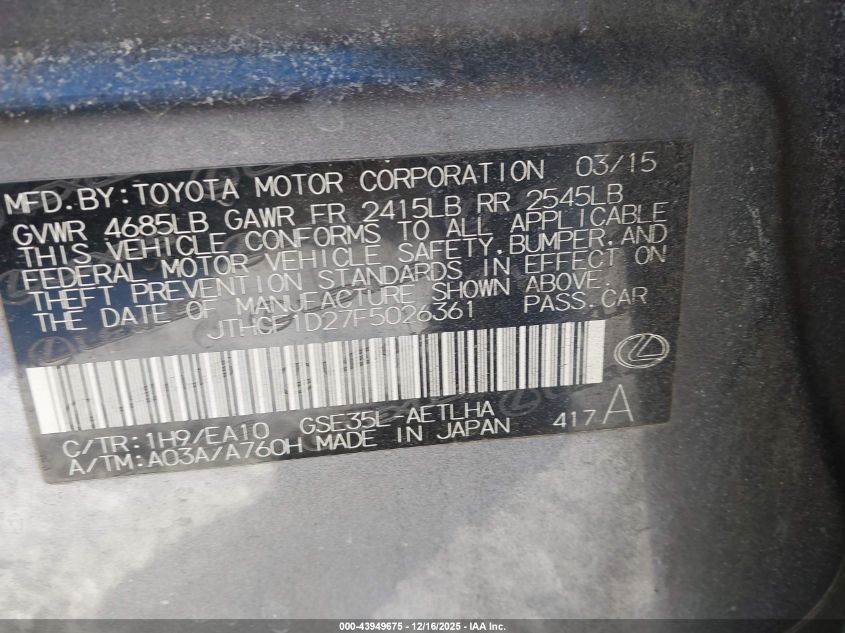 MFD.BY:TOYOTA MOTOR CORPORATION 03/15
GVWR 4685LB GAWR FR 2415LB RR 2545LB
THIS VEHICLE CONFORMS TO ALL APPLICABLE
FEDERAL MOTOR VEHICLE SAFETY,BUMPER,AND
THEFT PREVENTION STANDARDS IN EFFECT ON
THE DATE OF MANUFACTURE SHOWN ABOVE.
JTHCF1D27F5026361 PASS.CAR
C/TR:1H9/EA10 GSE35L-AETLHA
A/TM:A03A/A760H MADE IN JAPAN 417 A
000-43949675 - 12/16/2025 - IAA Inc.